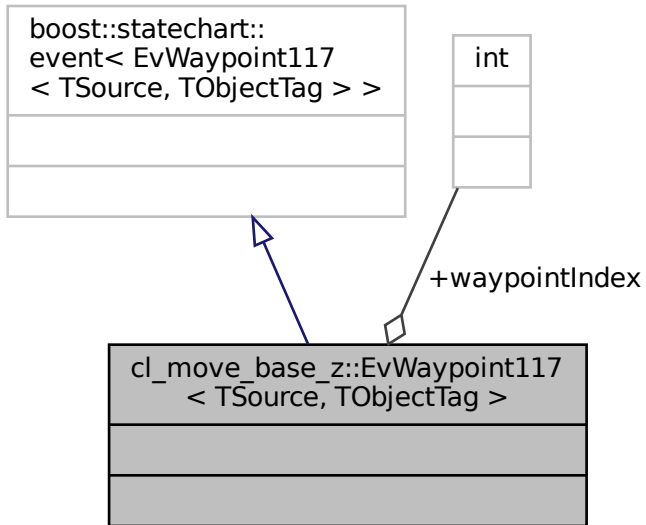 boost::statechart::
event< EvWaypoint117
< TSource, TObjectTag > >
int
+waypointIndex
cl_move_base_z::EvWaypoint117
< TSource, TObjectTag >